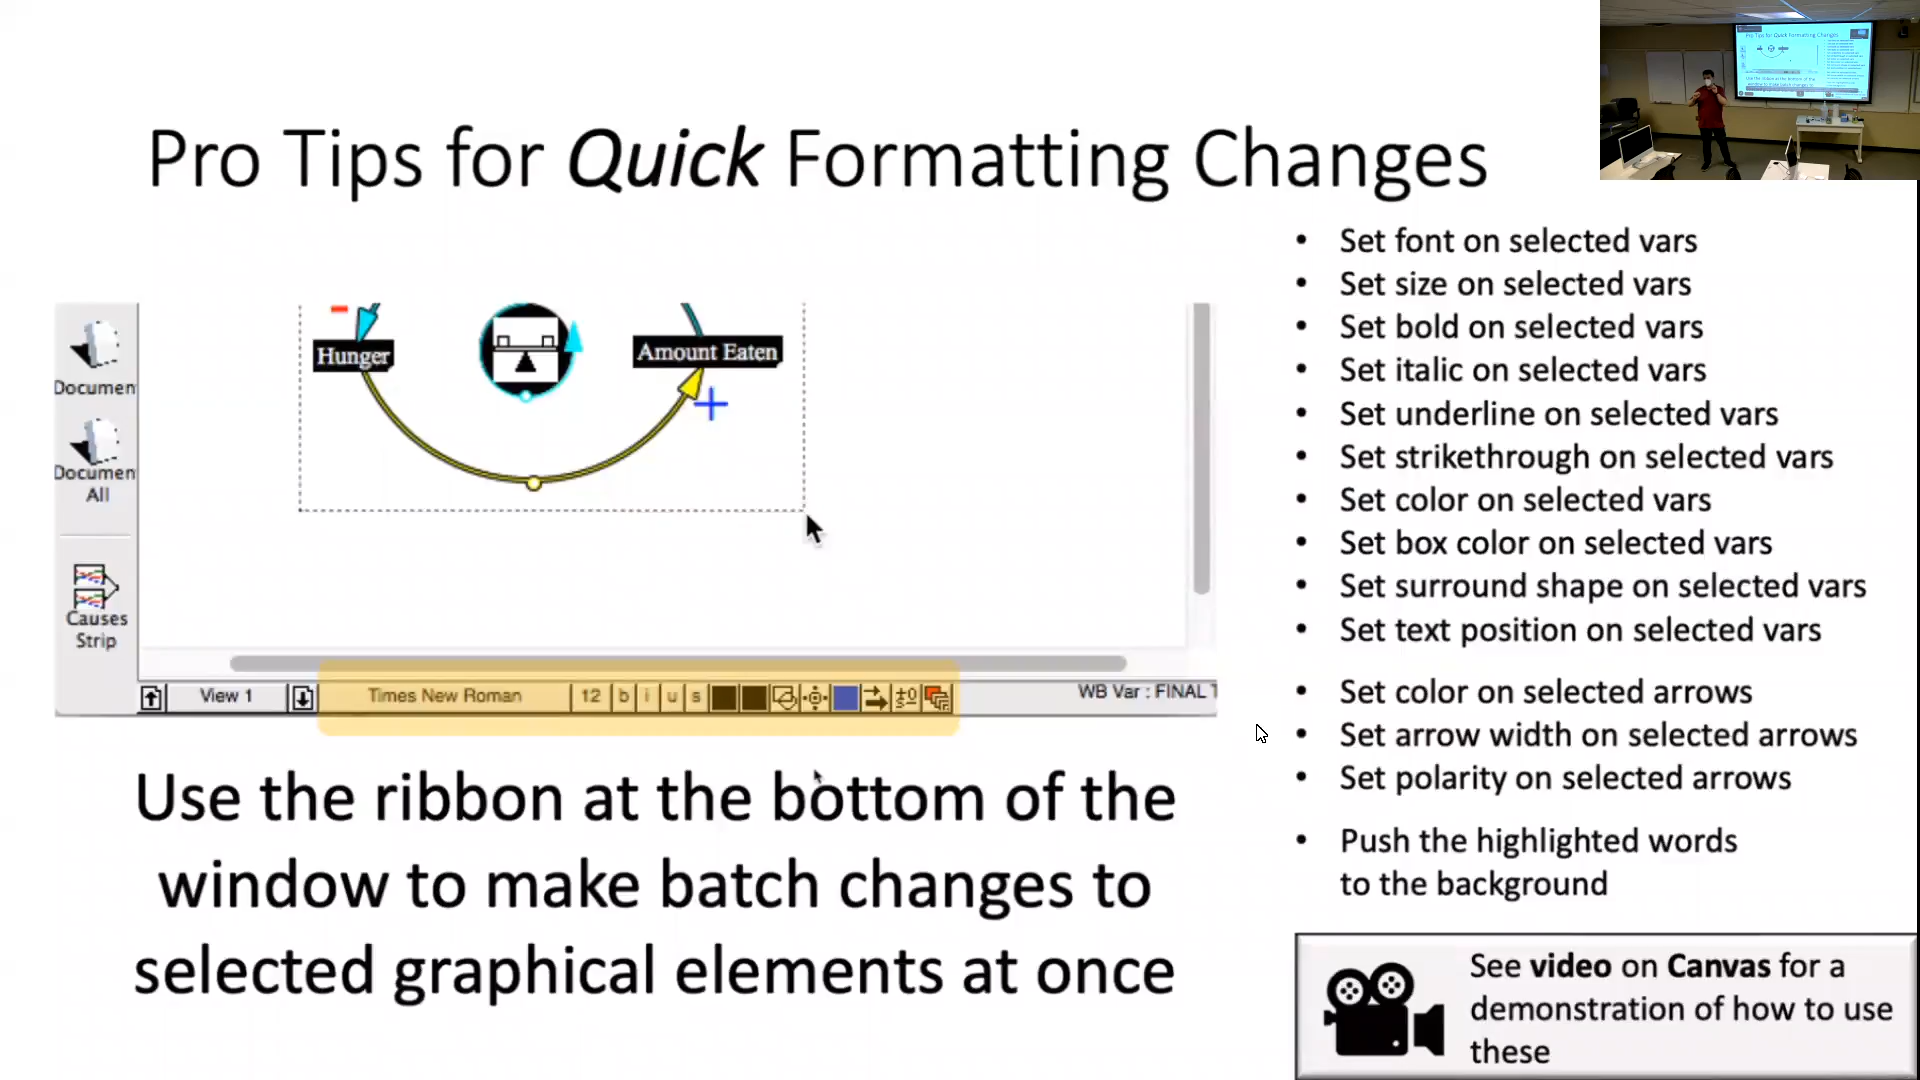 Pro Tips for Quick Formatting Changes
Hunger
Amount Eaten
Documen
Documen
All
Causes
Strip
View 1
Times New Roman
12
b
i
u
s
WB Var : FINAL T
Use the ribbon at the bottom of the
window to make batch changes to
selected graphical elements at once
• Set font on selected vars
• Set size on selected vars
• Set bold on selected vars
• Set italic on selected vars
• Set underline on selected vars
• Set strikethrough on selected vars
• Set color on selected vars
• Set box color on selected vars
• Set surround shape on selected vars
• Set text position on selected vars
• Set color on selected arrows
• Set arrow width on selected arrows
• Set polarity on selected arrows
• Push the highlighted words
to the background
See video on Canvas for a
demonstration of how to use
these
Pro Tips for Quick Formatting Changes